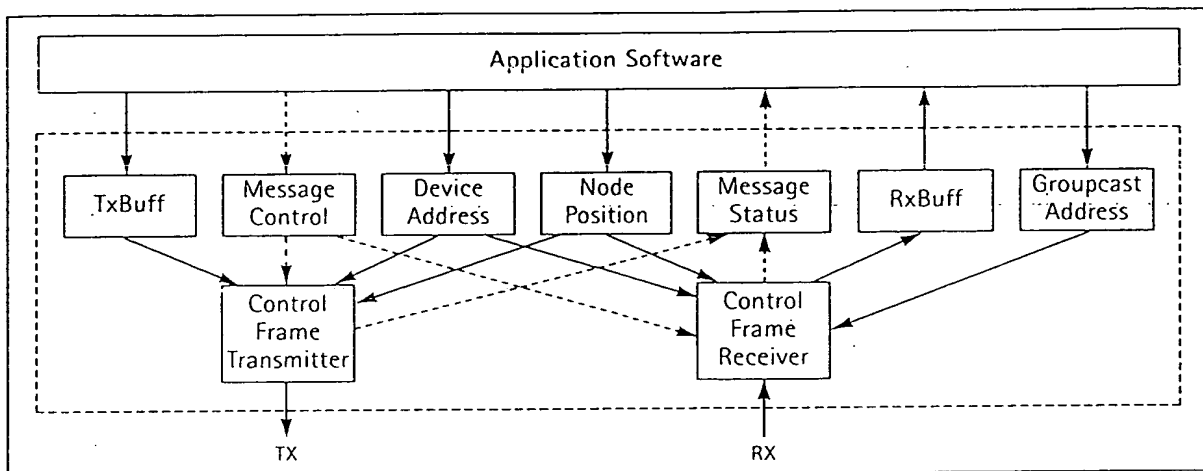 Application Software
TxBuff
Message
Control
Device
Address
Node
Position
Message
Status
RxBuff
Groupcast
Address
Control
Frame
Transmitter
Control
Frame
Receiver
TX
RX